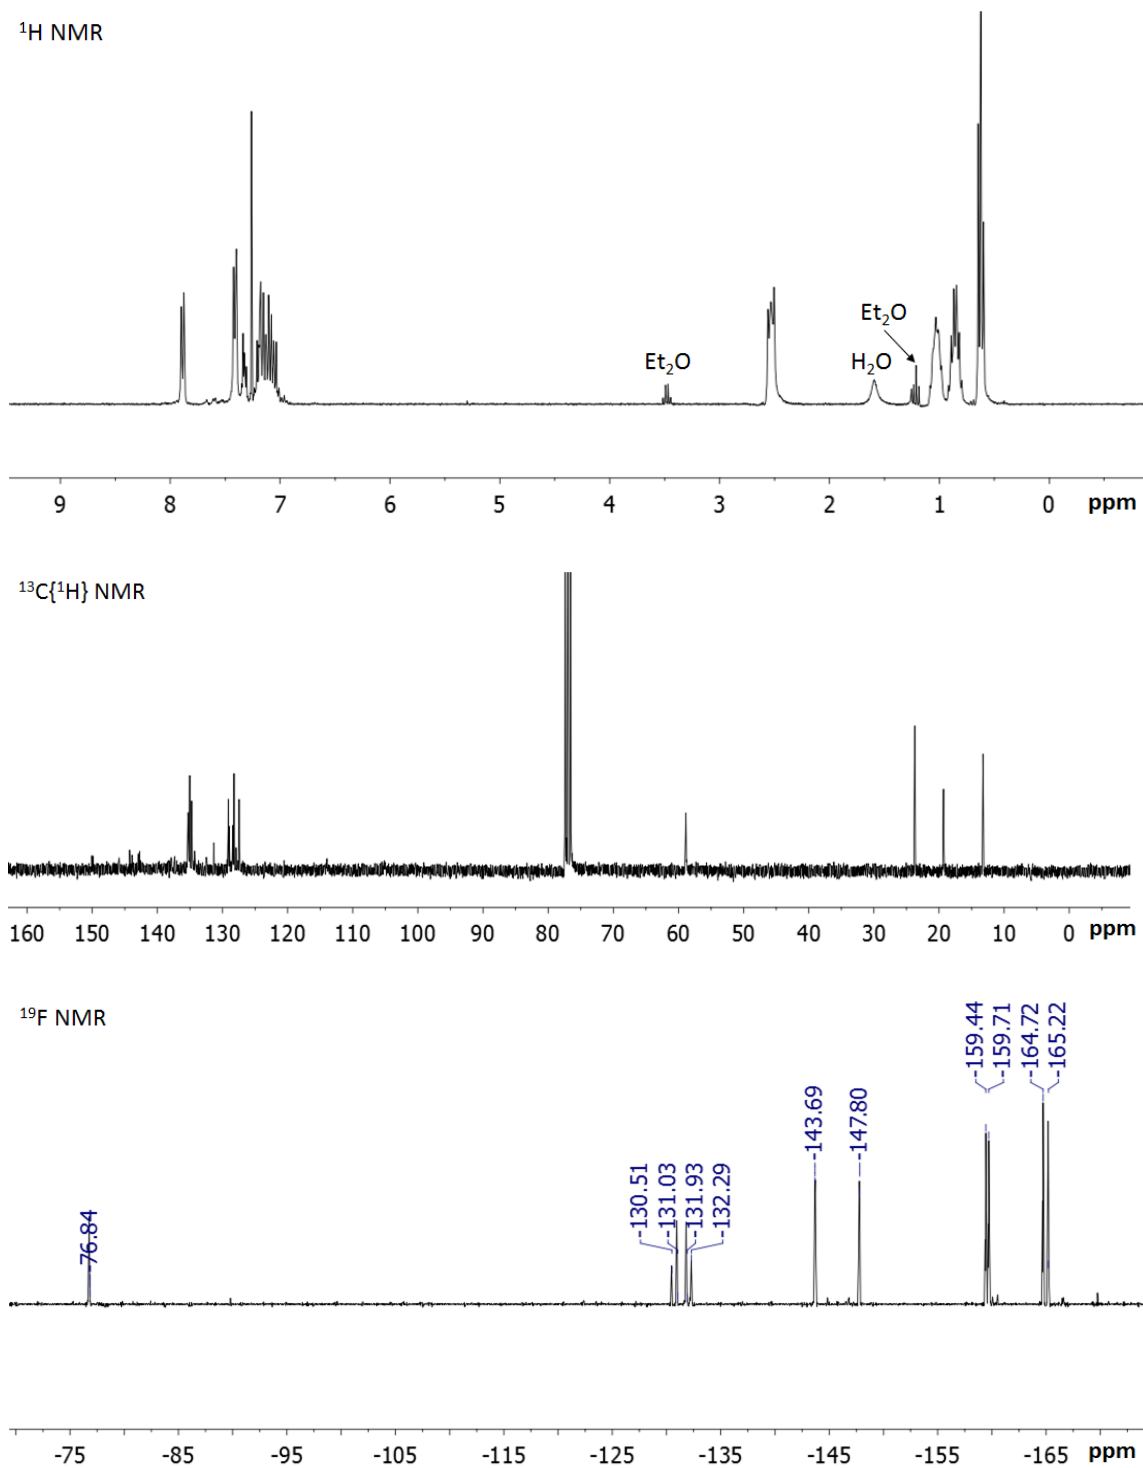 ¹H NMR
Et₂O
Et₂O
H₂O
9 8 7 6 5 4 3 2 1 0 ppm
¹³C{¹H} NMR
160 150 140 130 120 110 100 90 80 70 60 50 40 30 20 10 0 ppm
¹⁹F NMR
76.84
-130.51
-131.03
-131.93
-132.29
-143.69
-147.80
-159.44
-159.71
-164.72
-165.22
-75 -85 -95 -105 -115 -125 -135 -145 -155 -165 ppm